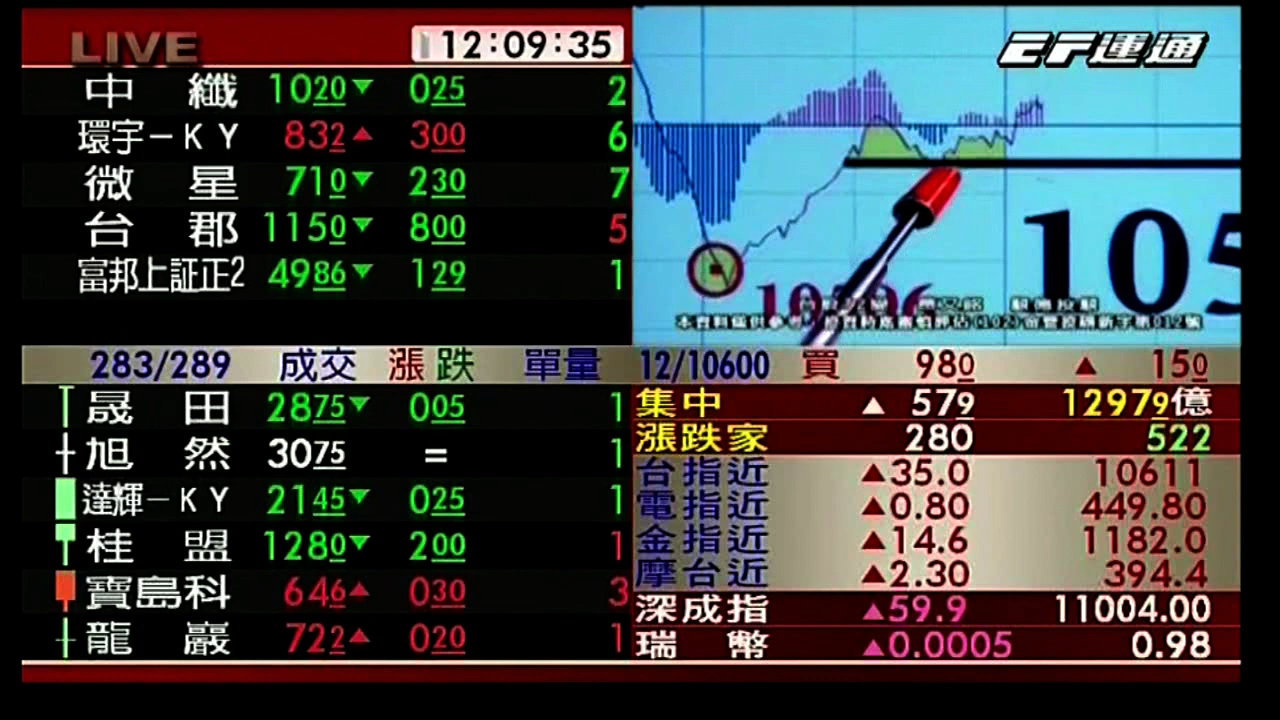 LIVE
12:09:35
EF運通
中 纖 1020▼ 025 2
環宇－KY 832▲ 300 6
微 星 710▼ 230 7
台 郡 1150▼ 800 5
富邦上証正2 4986▼ 129 1
105
283/289 成交 漲 跌 單量
12/10600 買 980 ▲ 150
晟 田 2875▼ 005 1
旭 然 3075 = 1
達輝－KY 2145▼ 025 1
桂 盟 1280▼ 200 1
寶島科 646▲ 030 3
龍 巖 722▲ 020 1
集中 ▲ 579 12979億
漲跌家 280 522
台指近 ▲35.0 10611
電指近 ▲0.80 449.80
金指近 ▲14.6 1182.0
摩台近 ▲2.30 394.4
深成指 ▲59.9 11004.00
瑞 幣 ▲0.0005 0.98